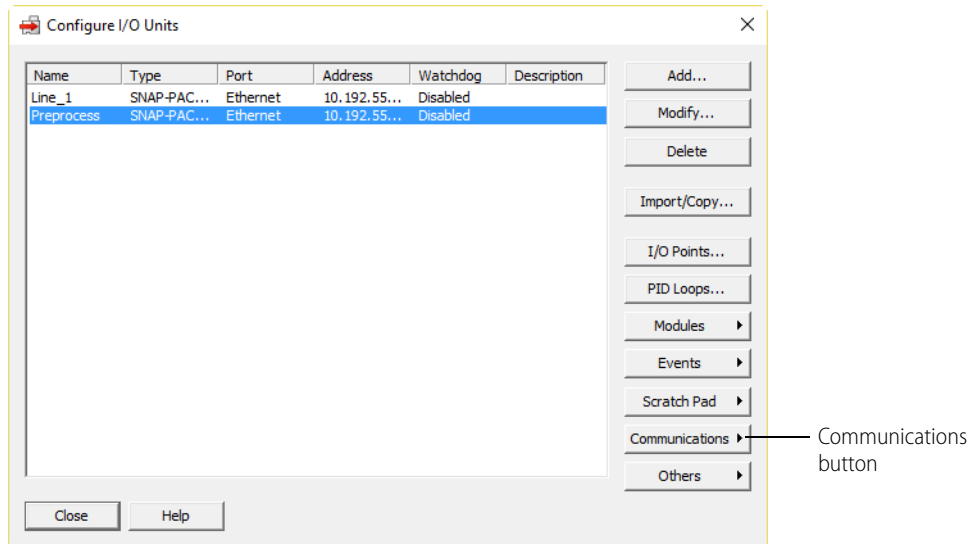 Configure I/O Units
Name Type Port Address Watchdog Description
Line_1 SNAP-PAC... Ethernet 10.192.55... Disabled
Preprocess SNAP-PAC... Ethernet 10.192.55... Disabled
Add...
Modify...
Delete
Import/Copy...
I/O Points...
PID Loops...
Modules
Events
Scratch Pad
Communications
Others
Communications
button
Close Help